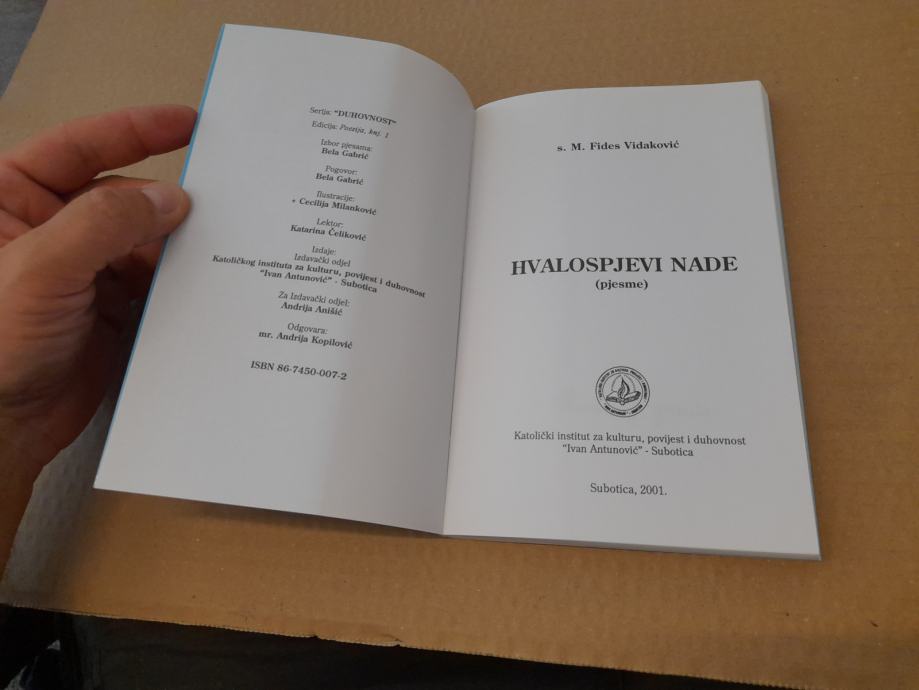 Serija: "DUHOVNOST"
Edicija: Poezija, knj. 1
Izbor pjesama:
Bela Gabrić
Pogovor:
Bela Gabrić
Ilustracije:
+ Cecilija Milanković
Lektor:
Katarina Čeliković
Izdaje:
Izdavački odjel
Katoličkog instituta za kulturu, povijest i duhovnost
"Ivan Antunović" - Subotica
Za Izdavački odjel:
Andrija Anišić
Odgovara:
mr. Andrija Kopilović
ISBN 86-7450-007-2
s. M. Fides Vidaković
HVALOSPJEVI NADE
(pjesme)
Katolički institut za kulturu, povijest i duhovnost
"Ivan Antunović" - Subotica
Subotica, 2001.